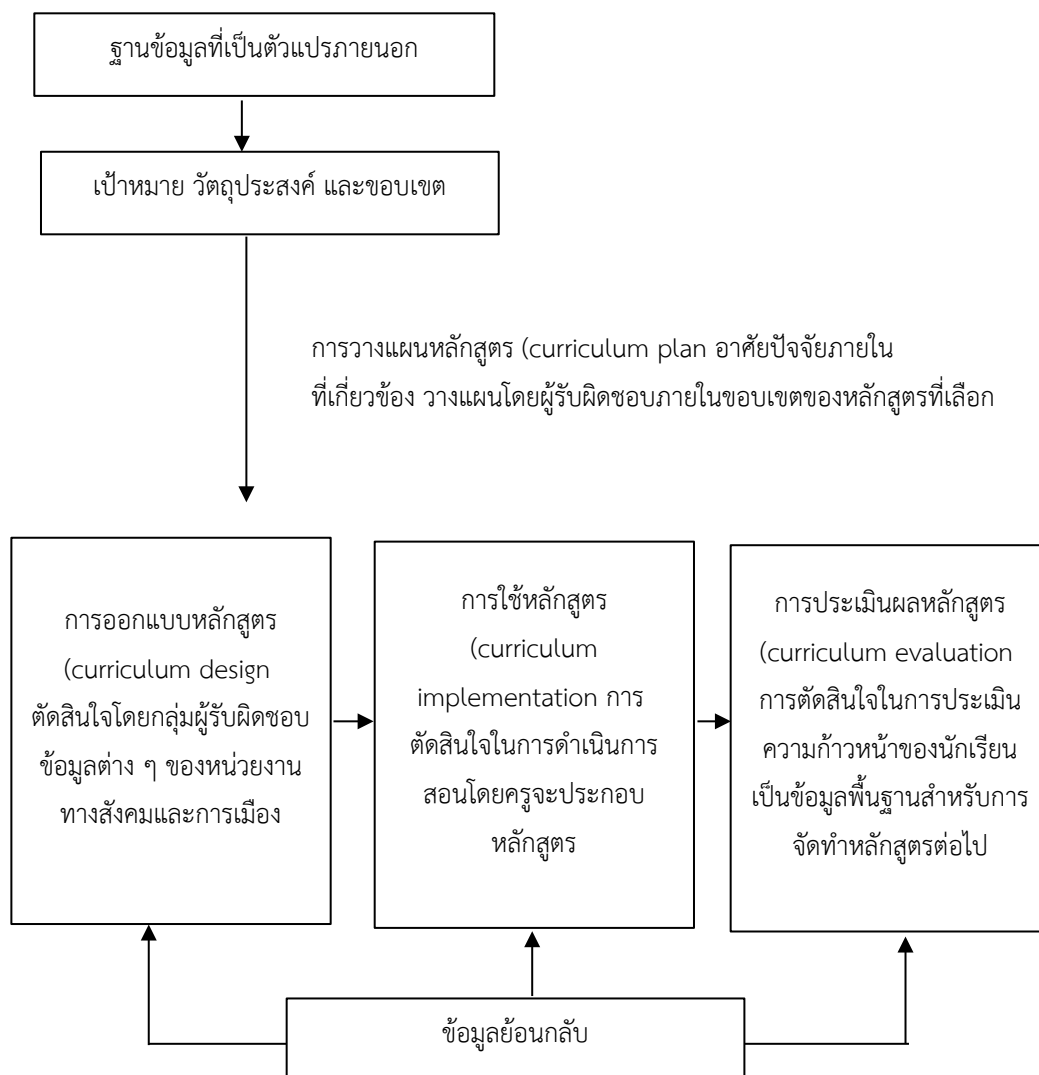 ฐานข้อมูลที่เป็นตัวแปรภายนอก
เป้าหมาย วัตถุประสงค์ และขอบเขต
การวางแผนหลักสูตร (curriculum plan อาศัยปัจจัยภายใน
ที่เกี่ยวข้อง วางแผนโดยผู้รับผิดชอบภายในขอบเขตของหลักสูตรที่เลือก
การออกแบบหลักสูตร
(curriculum design
ตัดสินใจโดยกลุ่มผู้รับผิดชอบ
ข้อมูลต่าง ๆ ของหน่วยงาน
ทางสังคมและการเมือง
การใช้หลักสูตร
(curriculum
implementation การ
ตัดสินใจในการดำเนินการ
สอนโดยครูจะประกอบ
หลักสูตร
การประเมินผลหลักสูตร
(curriculum evaluation
การตัดสินใจในการประเมิน
ความก้าวหน้าของนักเรียน
เป็นข้อมูลพื้นฐานสำหรับการ
จัดทำหลักสูตรต่อไป
ข้อมูลย้อนกลับ